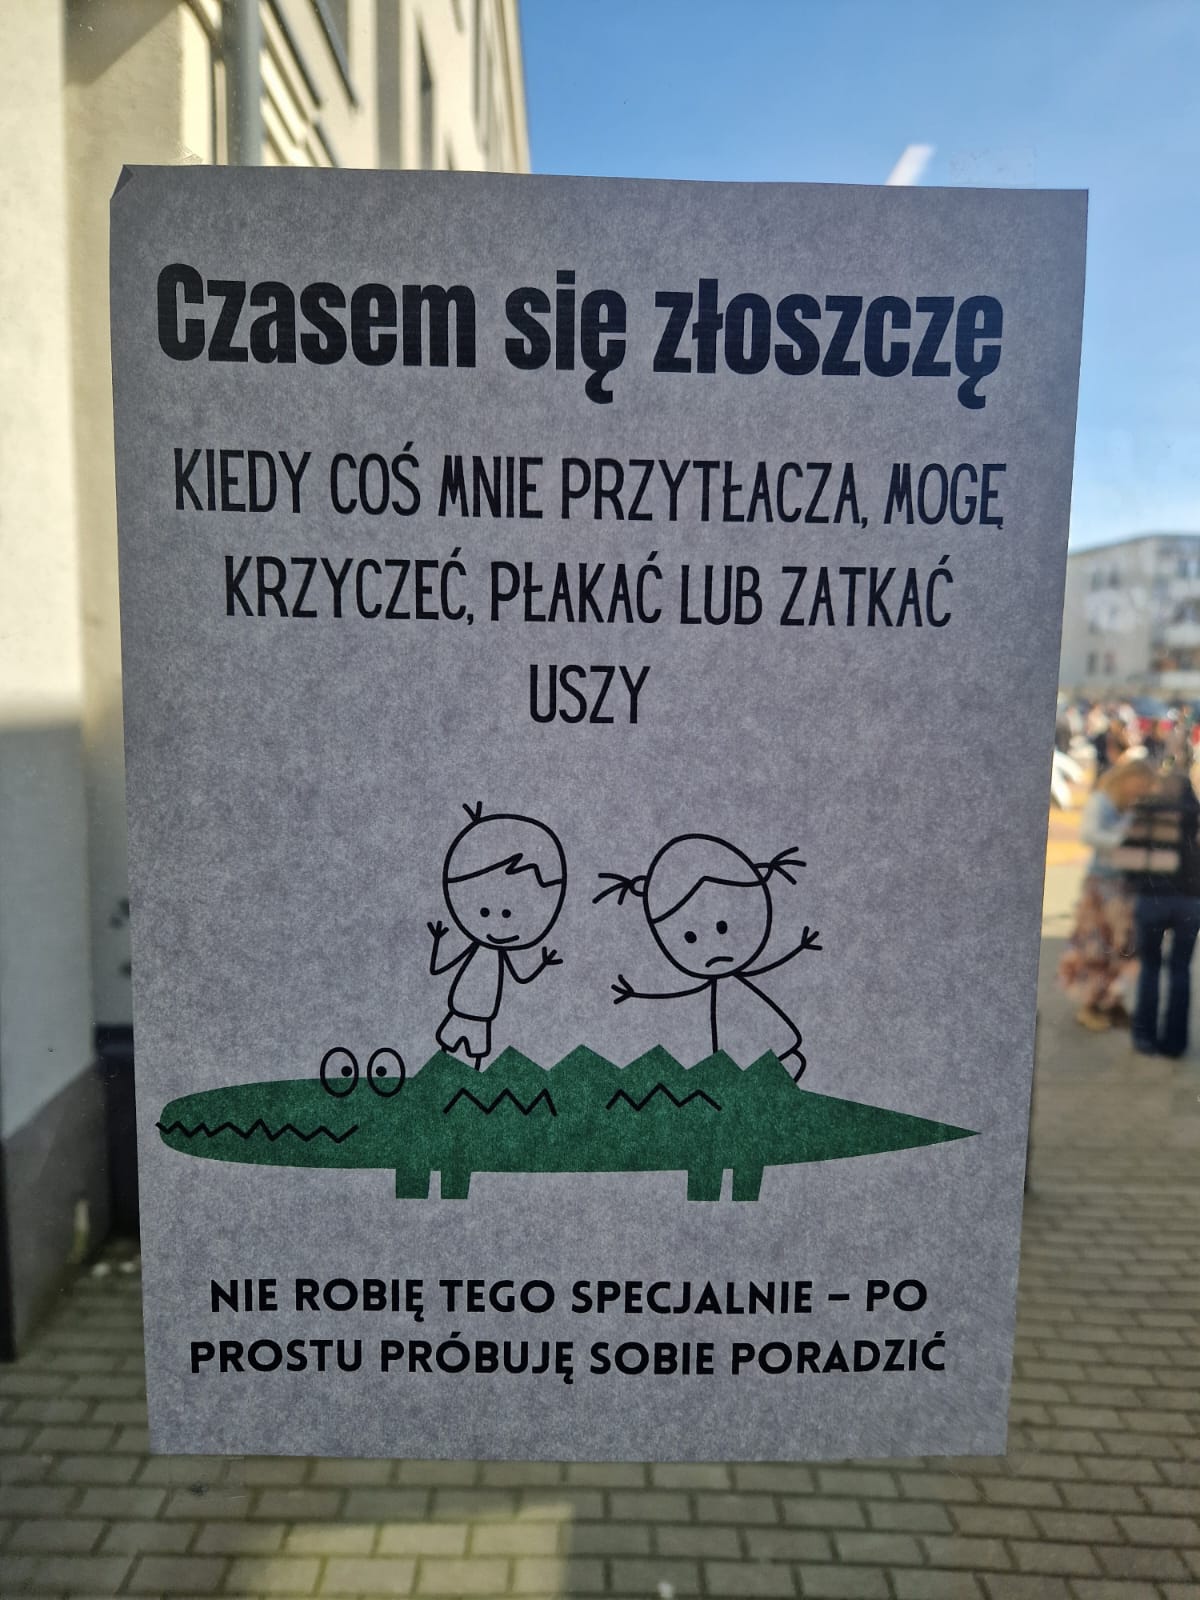 Czasem się złoszczę
KIEDY COŚ MNIE PRZYTŁACZA, MOGĘ
KRZYCZEĆ, PŁAKAĆ LUB ZATKAĆ
USZY
NIE ROBIĘ TEGO SPECJALNIE – PO
PROSTU PRÓBUJĘ SOBIE PORADZIĆ